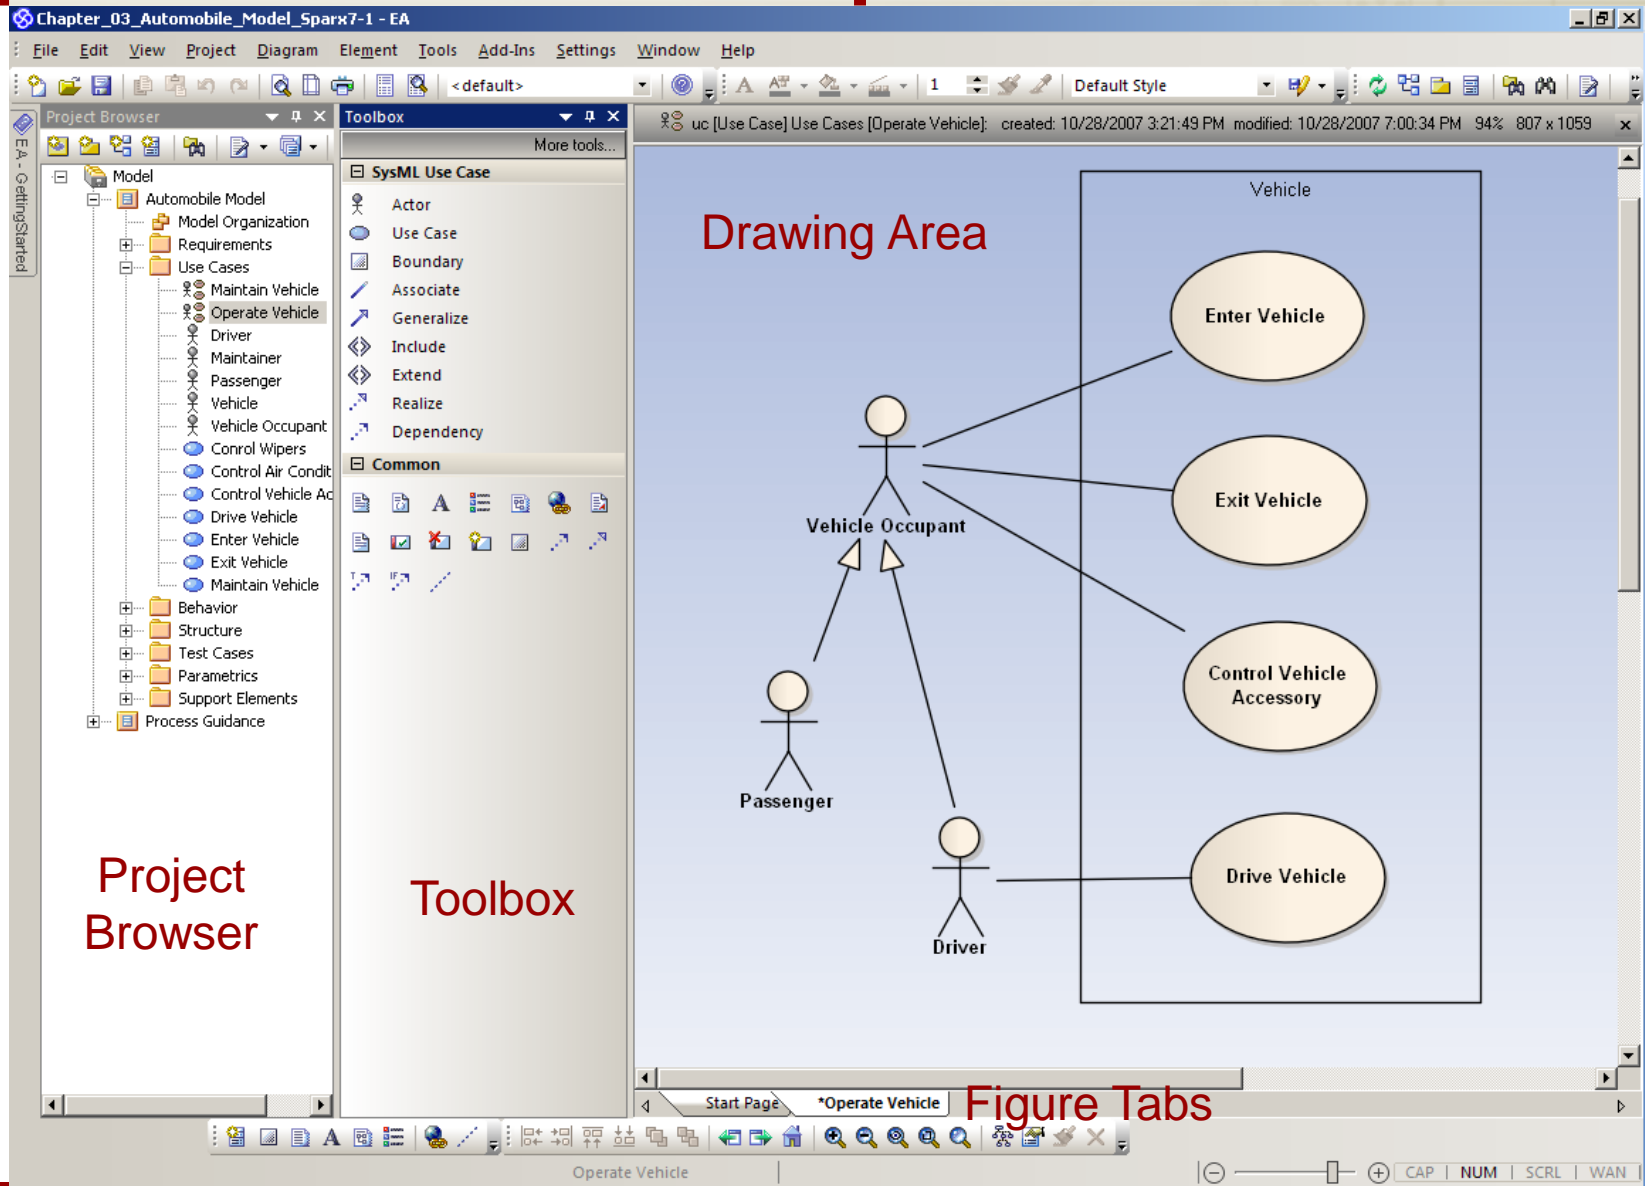 Chapter_03_Automobile_Model_Sparx7-1 - EA
File Edit View Project Diagram Element Tools Add-Ins Settings Window Help
<default>
A
1
Default Style
EA - GettingStarted
Project Browser
Model
Automobile Model
Model Organization
Requirements
Use Cases
Maintain Vehicle
Operate Vehicle
Driver
Maintainer
Passenger
Vehicle
Vehicle Occupant
Conrol Wipers
Control Air Condit
Control Vehicle Ac
Drive Vehicle
Enter Vehicle
Exit Vehicle
Maintain Vehicle
Behavior
Structure
Test Cases
Parametrics
Support Elements
Process Guidance
Project
Browser
Toolbox
More tools...
SysML Use Case
Actor
Use Case
Boundary
Associate
Generalize
Include
Extend
Realize
Dependency
Common
A
Toolbox
uc [Use Case] Use Cases [Operate Vehicle]: created: 10/28/2007 3:21:49 PM modified: 10/28/2007 7:00:34 PM 94% 807 x 1059
Drawing Area
Vehicle
Enter Vehicle
Exit Vehicle
Vehicle Occupant
Control Vehicle
Accessory
Passenger
Drive Vehicle
Driver
Start Page *Operate Vehicle
Figure Tabs
A
Operate Vehicle
CAP NUM SCRL WAN